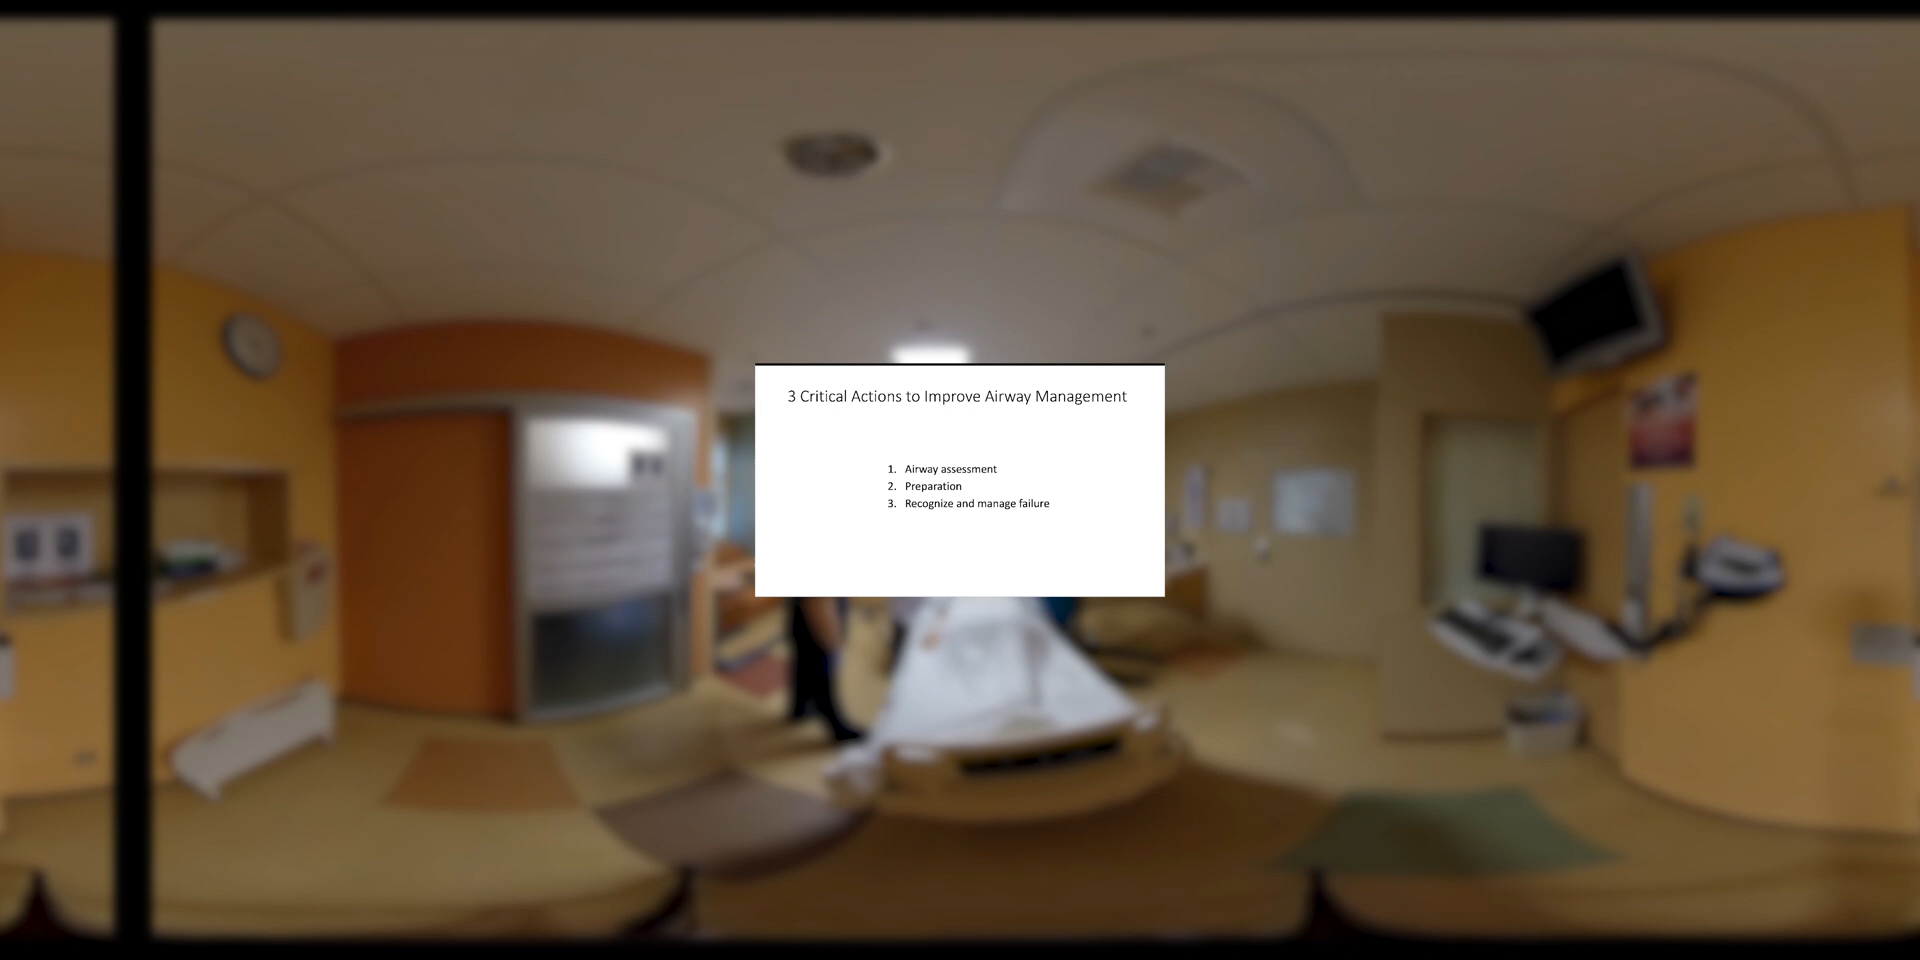 3 Critical Actions to Improve Airway Management
1. Airway assessment
2. Preparation
3. Recognize and manage failure